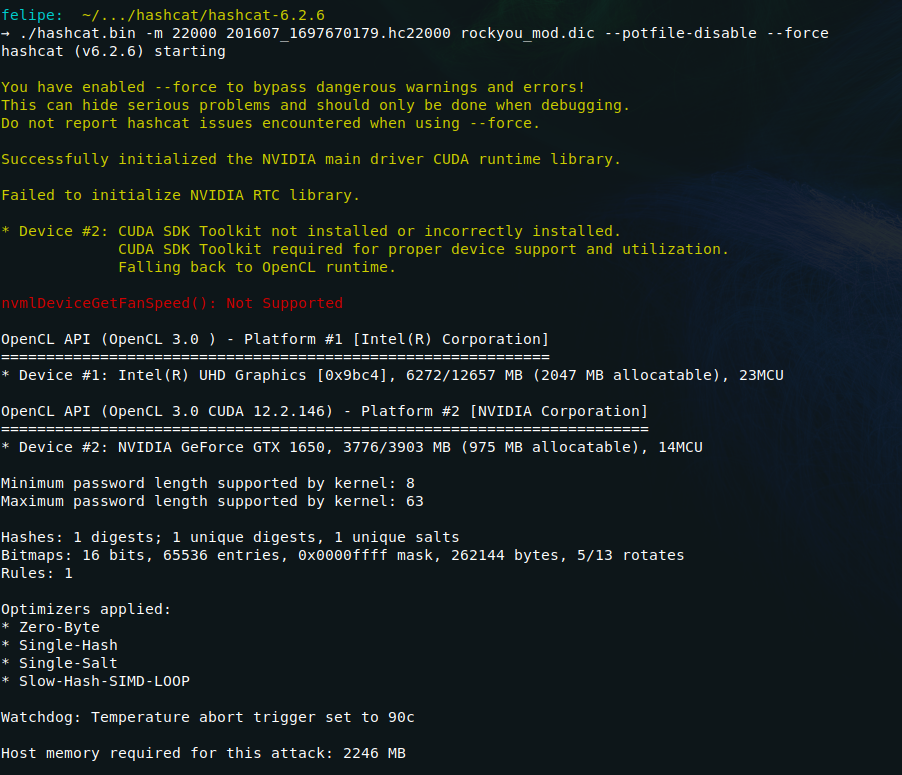 felipe:  ~/.../hashcat/hashcat-6.2.6
→ ./hashcat.bin -m 22000 201607_1697670179.hc22000 rockyou_mod.dic --potfile-disable --force
hashcat (v6.2.6) starting
You have enabled --force to bypass dangerous warnings and errors!
This can hide serious problems and should only be done when debugging.
Do not report hashcat issues encountered when using --force.
Successfully initialized the NVIDIA main driver CUDA runtime library.
Failed to initialize NVIDIA RTC library.
* Device #2: CUDA SDK Toolkit not installed or incorrectly installed.
             CUDA SDK Toolkit required for proper device support and utilization.
             Falling back to OpenCL runtime.
nvmlDeviceGetFanSpeed(): Not Supported
OpenCL API (OpenCL 3.0 ) - Platform #1 [Intel(R) Corporation]
=============================================================
* Device #1: Intel(R) UHD Graphics [0x9bc4], 6272/12657 MB (2047 MB allocatable), 23MCU
OpenCL API (OpenCL 3.0 CUDA 12.2.146) - Platform #2 [NVIDIA Corporation]
========================================================================
* Device #2: NVIDIA GeForce GTX 1650, 3776/3903 MB (975 MB allocatable), 14MCU
Minimum password length supported by kernel: 8
Maximum password length supported by kernel: 63
Hashes: 1 digests; 1 unique digests, 1 unique salts
Bitmaps: 16 bits, 65536 entries, 0x0000ffff mask, 262144 bytes, 5/13 rotates
Rules: 1
Optimizers applied:
* Zero-Byte
* Single-Hash
* Single-Salt
* Slow-Hash-SIMD-LOOP
Watchdog: Temperature abort trigger set to 90c
Host memory required for this attack: 2246 MB